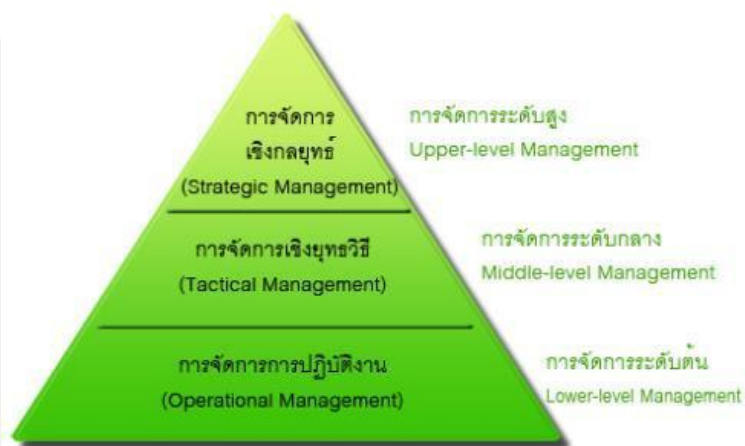 การจัดการ
เชิงกลยุทธ์
(Strategic Management)
การจัดการระดับสูง
Upper-level Management
การจัดการเชิงยุทธวิธี
(Tactical Management)
การจัดการระดับกลาง
Middle-level Management
การจัดการการปฏิบัติงาน
(Operational Management)
การจัดการระดับต้น
Lower-level Management